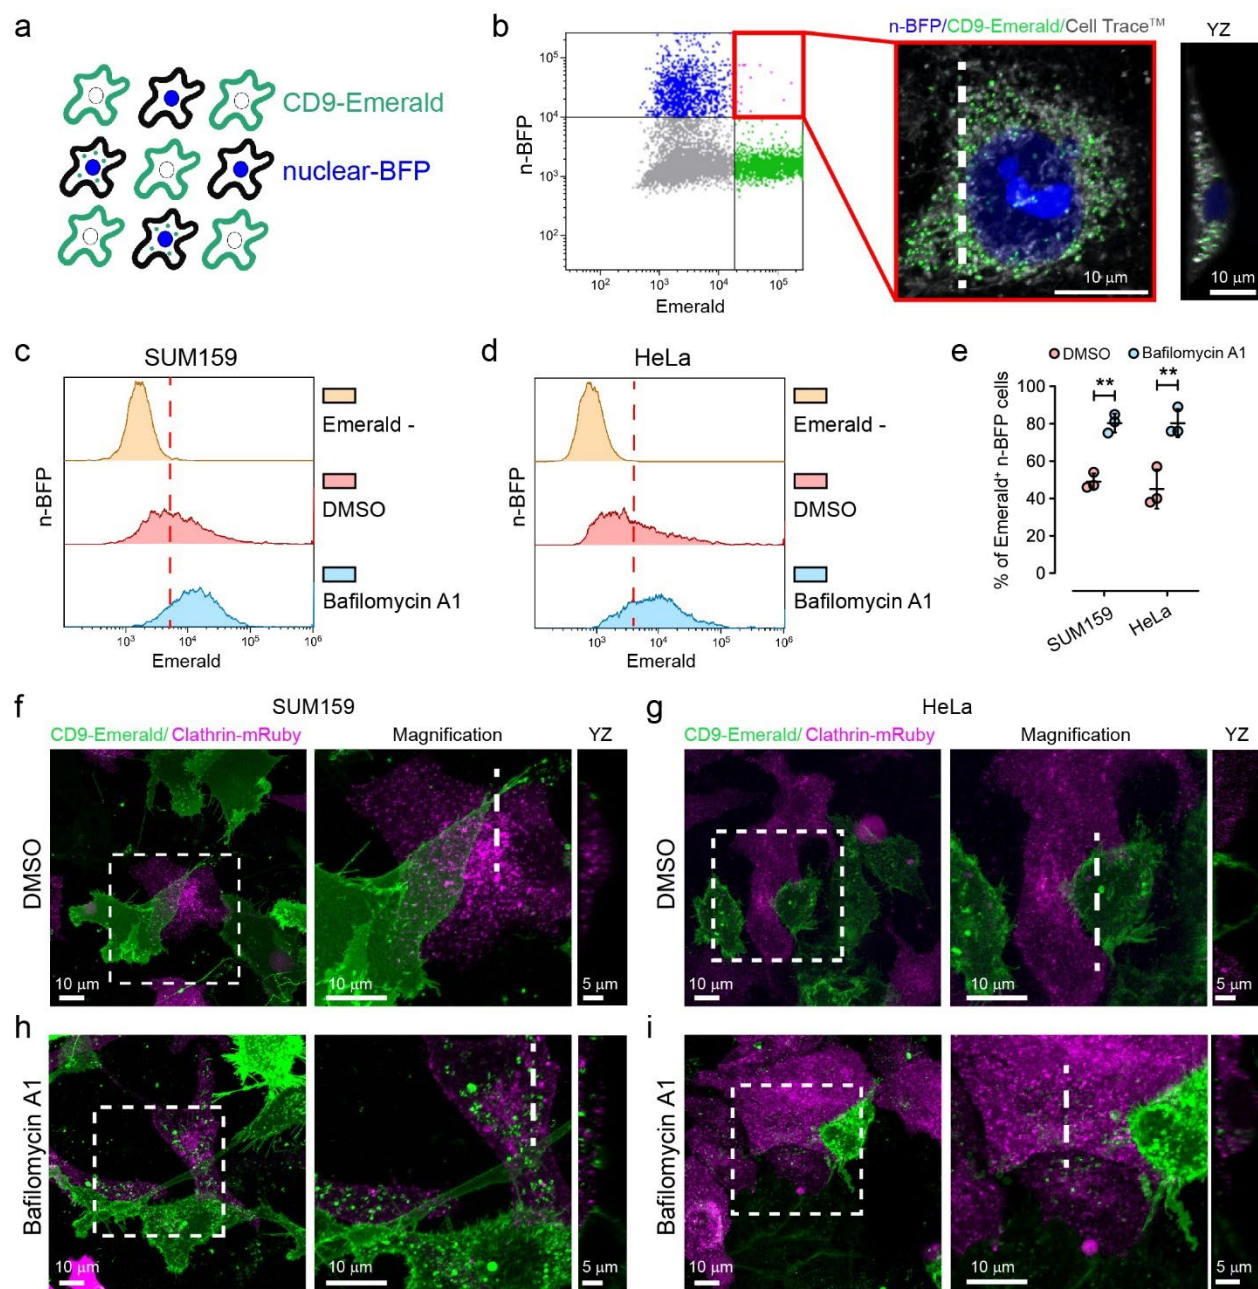 a
CD9-Emerald
nuclear-BFP
b
n-BFP/CD9-Emerald/Cell Trace™
YZ
n-BFP
10⁵
10⁴
10³
10²
10² 10³ 10⁴ 10⁵
Emerald
10 μm
10 μm
c
SUM159
n-BFP
Emerald -
DMSO
Bafilomycin A1
10³ 10⁴ 10⁵ 10⁶
Emerald
d
HeLa
n-BFP
Emerald -
DMSO
Bafilomycin A1
10³ 10⁴ 10⁵ 10⁶
Emerald
e
DMSO Bafilomycin A1
% of Emerald⁺ n-BFP cells
100
80
60
40
20
0
** **
SUM159 HeLa
f
SUM159
CD9-Emerald/Clathrin-mRuby Magnification YZ
DMSO
10 μm 10 μm 5 μm
g
HeLa
CD9-Emerald/Clathrin-mRuby Magnification YZ
DMSO
10 μm 10 μm 5 μm
h
Bafilomycin A1
10 μm 10 μm 5 μm
i
Bafilomycin A1
10 μm 10 μm 5 μm